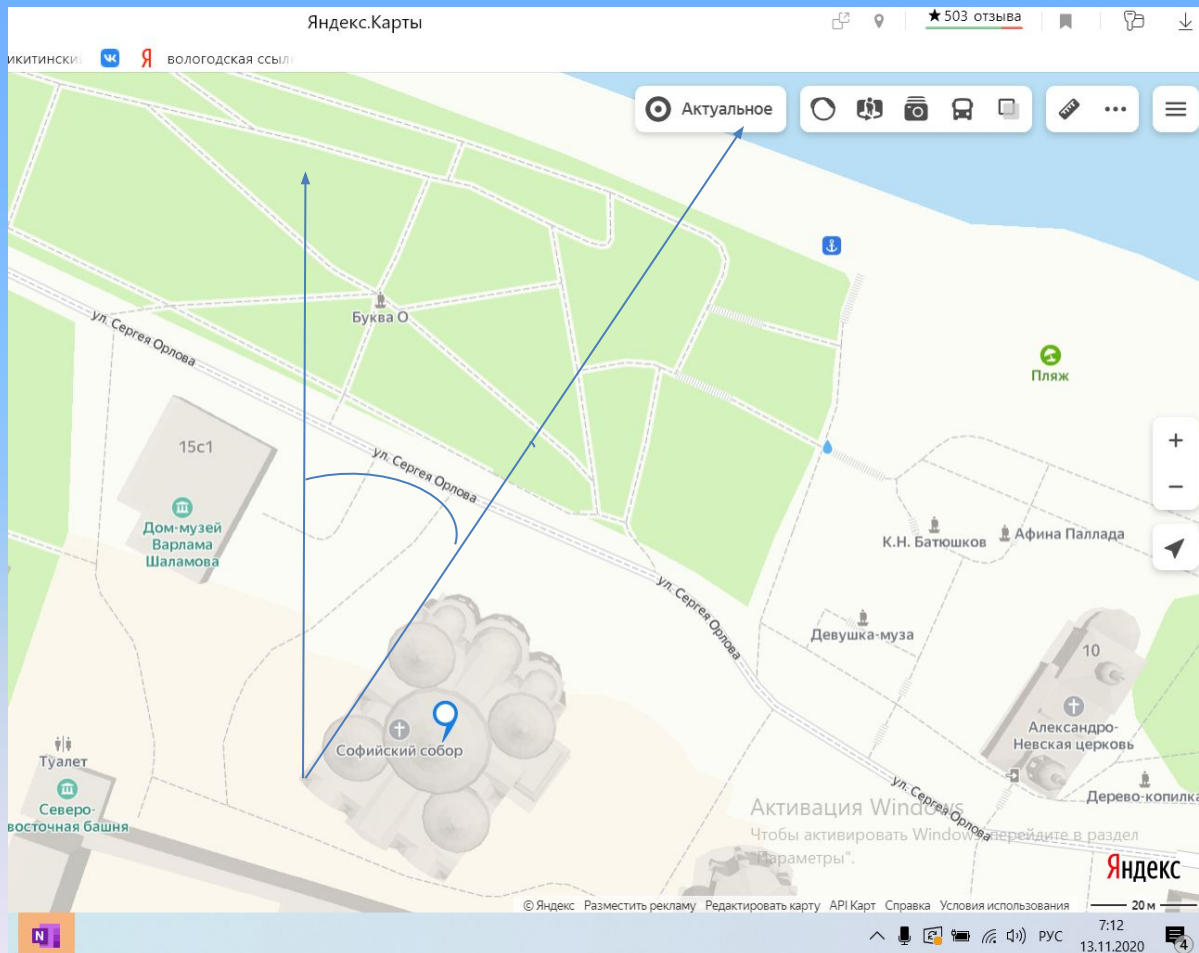 Яндекс.Карты
503 отзыва
икитински
вологодская ссыл
Актуальное
Буква О
ул. Сергея Орлова
15с1
ул. Сергея Орлова
Пляж
Дом-музей
Варлама
Шаламова
К.Н. Батюшков
Афина Паллада
ул. Сергея Орлова
Девушка-муза
10
Софийский собор
Александро-
Невская церковь
Туалет
Северо-
восточная башня
ул. Сергея Орлова
Дерево-копилка
Активация Windows
Чтобы активировать Windows, перейдите в раздел
"Параметры".
Яндекс
© Яндекс Разместить рекламу Редактировать карту API Карт Справка Условия использования
20 м
N
РУС
7:12
13.11.2020
4